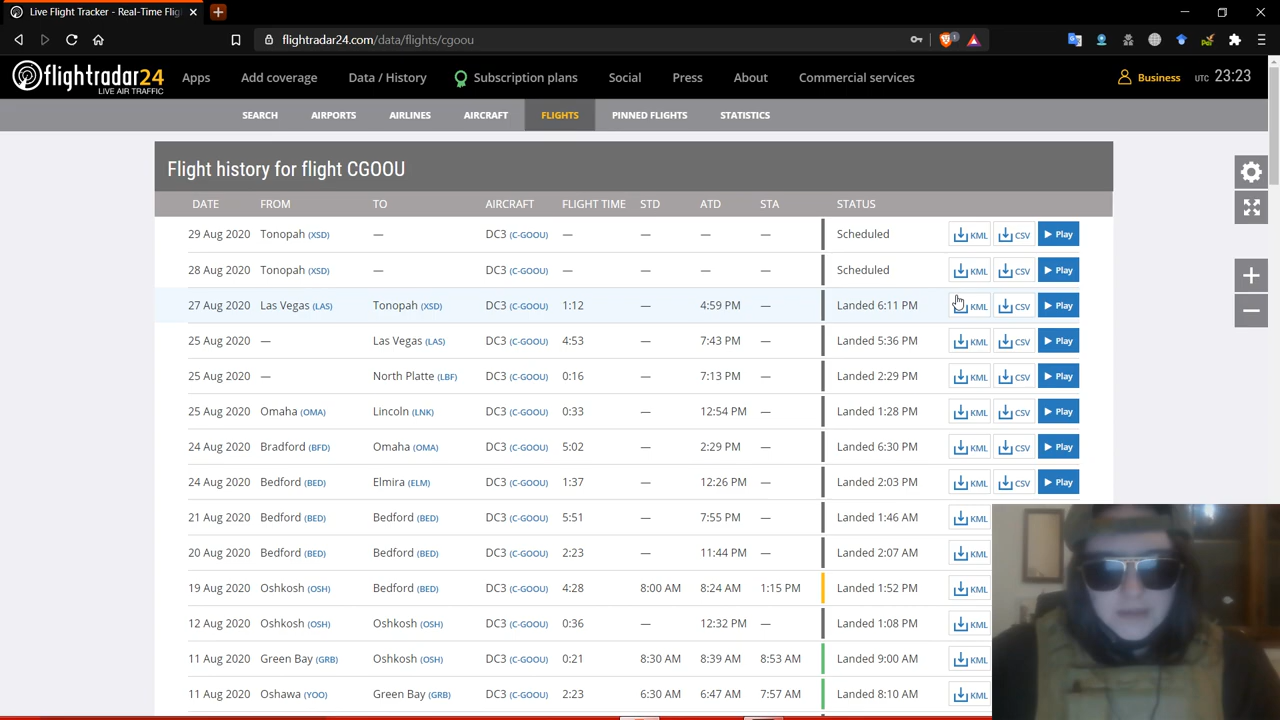 Live Flight Tracker - Real-Time Flig
flightradar24.com/data/flights/cgoou
1
flightradar24
LIVE AIR TRAFFIC
Apps Add coverage Data / History Subscription plans Social Press About Commercial services Business UTC 23:23
SEARCH AIRPORTS AIRLINES AIRCRAFT FLIGHTS PINNED FLIGHTS STATISTICS
Flight history for flight CGOOU
DATE FROM TO AIRCRAFT FLIGHT TIME STD ATD STA STATUS
29 Aug 2020 Tonopah (XSD) — DC3 (C-GOOU) — — — — Scheduled KML CSV Play
28 Aug 2020 Tonopah (XSD) — DC3 (C-GOOU) — — — — Scheduled KML CSV Play
27 Aug 2020 Las Vegas (LAS) Tonopah (XSD) DC3 (C-GOOU) 1:12 — 4:59 PM — Landed 6:11 PM KML CSV Play
25 Aug 2020 — Las Vegas (LAS) DC3 (C-GOOU) 4:53 — 7:43 PM — Landed 5:36 PM KML CSV Play
25 Aug 2020 — North Platte (LBF) DC3 (C-GOOU) 0:16 — 7:13 PM — Landed 2:29 PM KML CSV Play
25 Aug 2020 Omaha (OMA) Lincoln (LNK) DC3 (C-GOOU) 0:33 — 12:54 PM — Landed 1:28 PM KML CSV Play
24 Aug 2020 Bradford (BFD) Omaha (OMA) DC3 (C-GOOU) 5:02 — 2:29 PM — Landed 6:30 PM KML CSV Play
24 Aug 2020 Bedford (BED) Elmira (ELM) DC3 (C-GOOU) 1:37 — 12:26 PM — Landed 2:03 PM KML CSV Play
21 Aug 2020 Bedford (BED) Bedford (BED) DC3 (C-GOOU) 5:51 — 7:55 PM — Landed 1:46 AM KML
20 Aug 2020 Bedford (BED) Bedford (BED) DC3 (C-GOOU) 2:23 — 11:44 PM — Landed 2:07 AM KML
19 Aug 2020 Oshkosh (OSH) Bedford (BED) DC3 (C-GOOU) 4:28 8:00 AM 8:24 AM 1:15 PM Landed 1:52 PM KML
12 Aug 2020 Oshkosh (OSH) Oshkosh (OSH) DC3 (C-GOOU) 0:36 — 12:32 PM — Landed 1:08 PM KML
11 Aug 2020 Green Bay (GRB) Oshkosh (OSH) DC3 (C-GOOU) 0:21 8:30 AM 8:39 AM 8:53 AM Landed 9:00 AM KML
11 Aug 2020 Oshawa (YOO) Green Bay (GRB) DC3 (C-GOOU) 2:23 6:30 AM 6:47 AM 7:57 AM Landed 8:10 AM KML